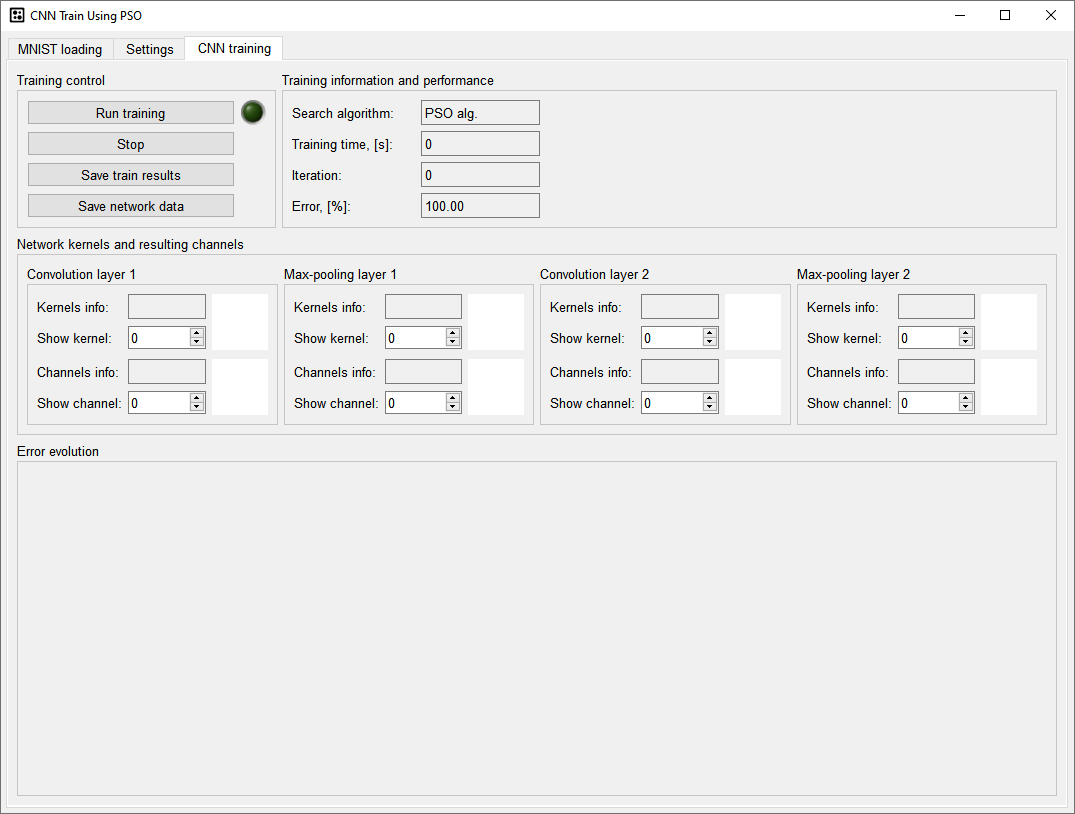 CNN Train Using PSO
MNIST loading Settings CNN training
Training control
Run training
Stop
Save train results
Save network data
Training information and performance
Search algorithm: PSO alg.
Training time, [s]: 0
Iteration: 0
Error, [%]: 100.00
Network kernels and resulting channels
Convolution layer 1
Kernels info:
Show kernel: 0
Channels info:
Show channel: 0
Max-pooling layer 1
Kernels info:
Show kernel: 0
Channels info:
Show channel: 0
Convolution layer 2
Kernels info:
Show kernel: 0
Channels info:
Show channel: 0
Max-pooling layer 2
Kernels info:
Show kernel: 0
Channels info:
Show channel: 0
Error evolution